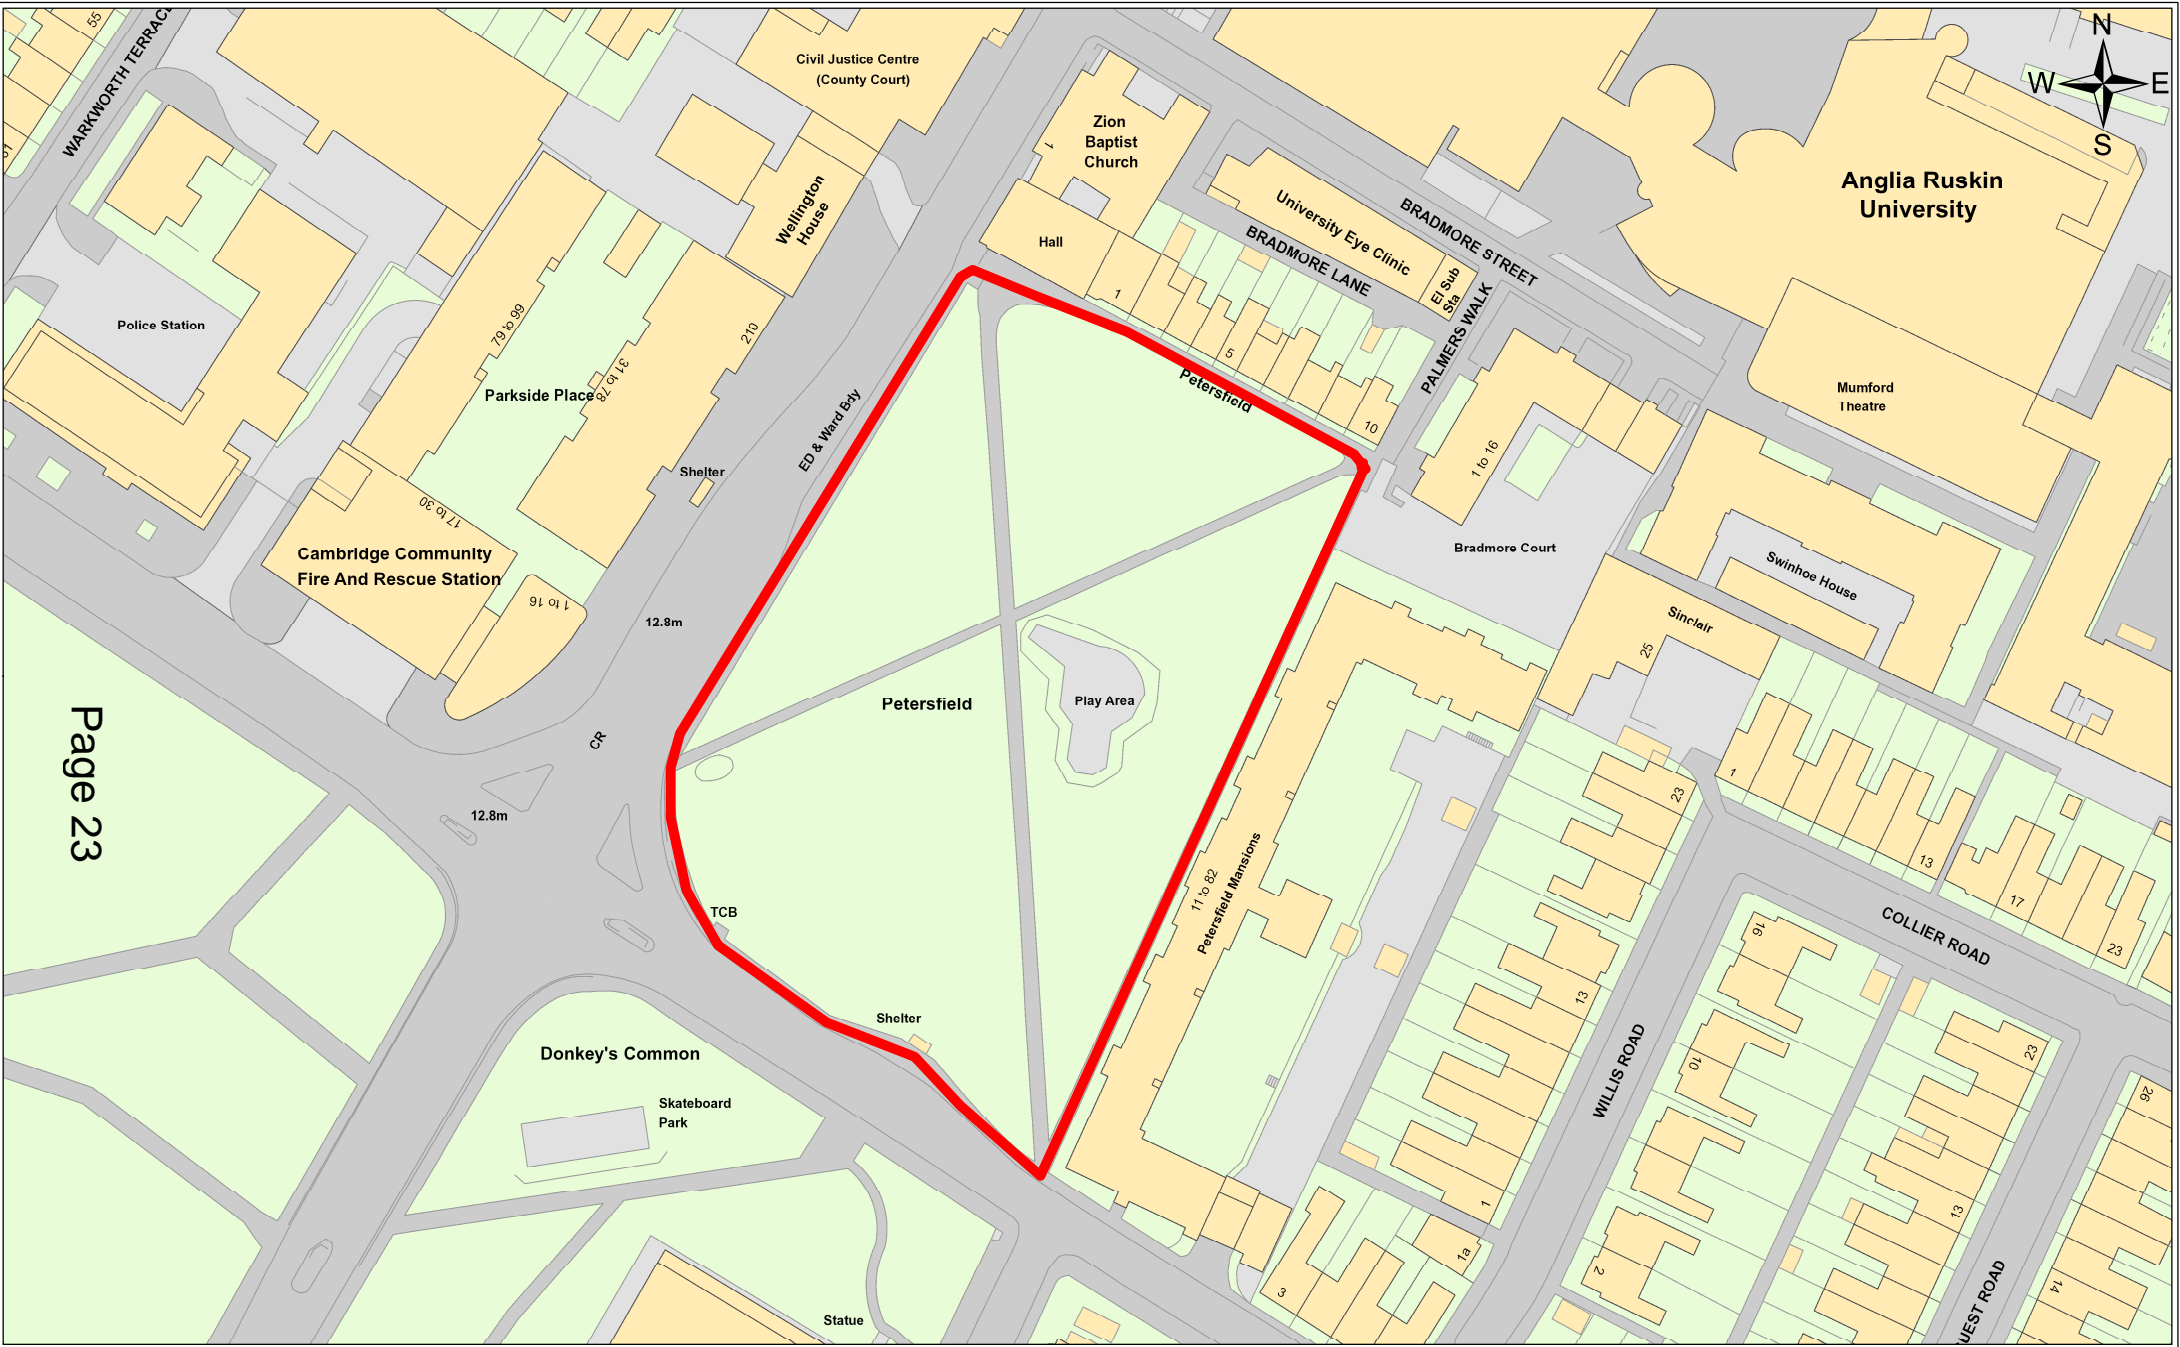 55
WARKWORTH TERRACE
61
Civil Justice Centre
(County Court)
N
W
E
S
Zion
Baptist
Church
1
Anglia Ruskin
University
Wellington
House
University Eye Clinic
BRADMORE STREET
BRADMORE LANE
El Sub
Sta
Hall
1
5
10
PALMERS WALK
Police Station
79 to 99
31 to 78
210
Parkside Place
ED & Ward Bdy
Petersfield
Mumford
Theatre
Shelter
17 to 30
1 to 16
Cambridge Community
Fire And Rescue Station
1 to 16
Bradmore Court
Swinhoe House
Sinclair
25
12.8m
Petersfield
Play Area
CR
12.8m
Page 23
11 to 82
Petersfield Mansions
23
1
13
17
23
COLLIER ROAD
TCB
Shelter
Donkey's Common
Skateboard
Park
Statue
13
16
10
WILLIS ROAD
23
26
1
1a
3
2
13
14
UEST ROAD